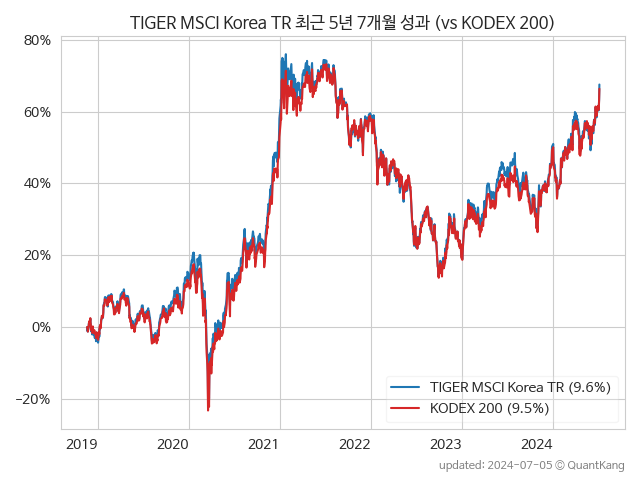 TIGER MSCI Korea TR 최근 5년 7개월 성과 (vs KODEX 200)
80%
60%
40%
20%
0%
−20%
TIGER MSCI Korea TR (9.6%)
KODEX 200 (9.5%)
2019 2020 2021 2022 2023 2024
updated: 2024-07-05 © QuantKang